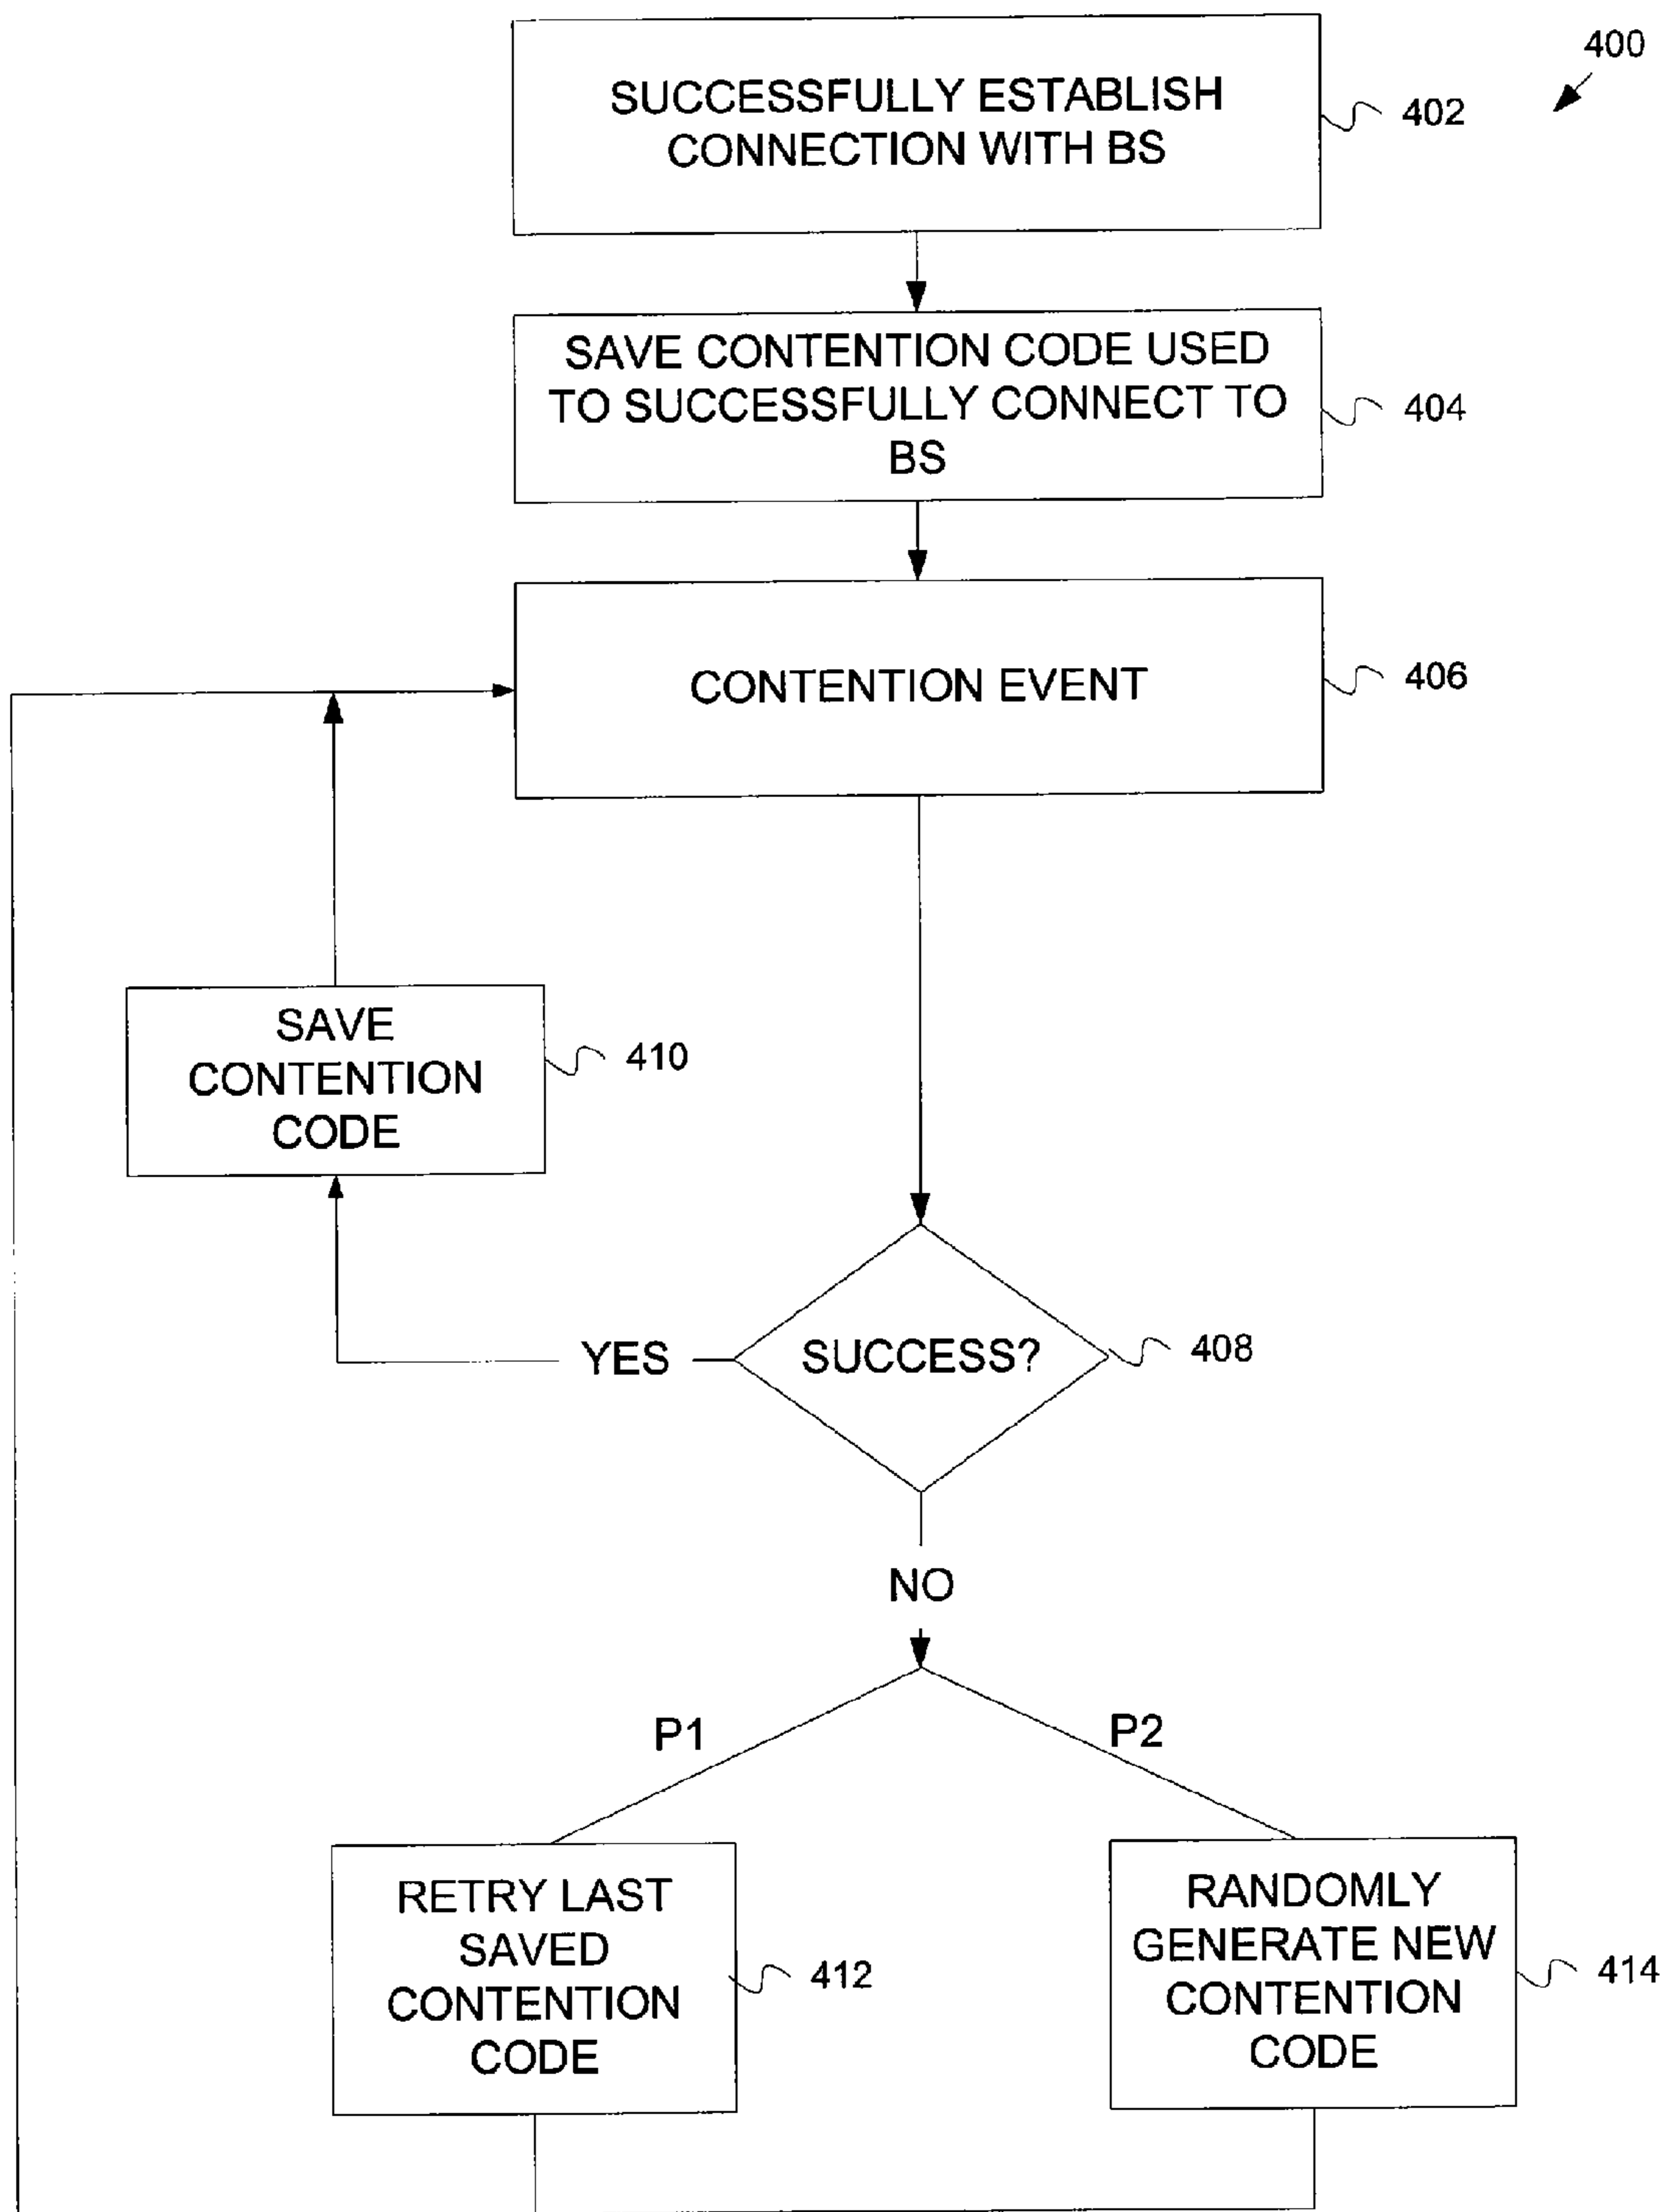 400
SUCCESSFULLY ESTABLISH
CONNECTION WITH BS
402
SAVE CONTENTION CODE USED
TO SUCCESSFULLY CONNECT TO
BS
404
CONTENTION EVENT
406
SAVE
CONTENTION
CODE
410
YES
SUCCESS?
408
NO
P1
P2
RETRY LAST
SAVED
CONTENTION
CODE
412
RANDOMLY
GENERATE NEW
CONTENTION
CODE
414